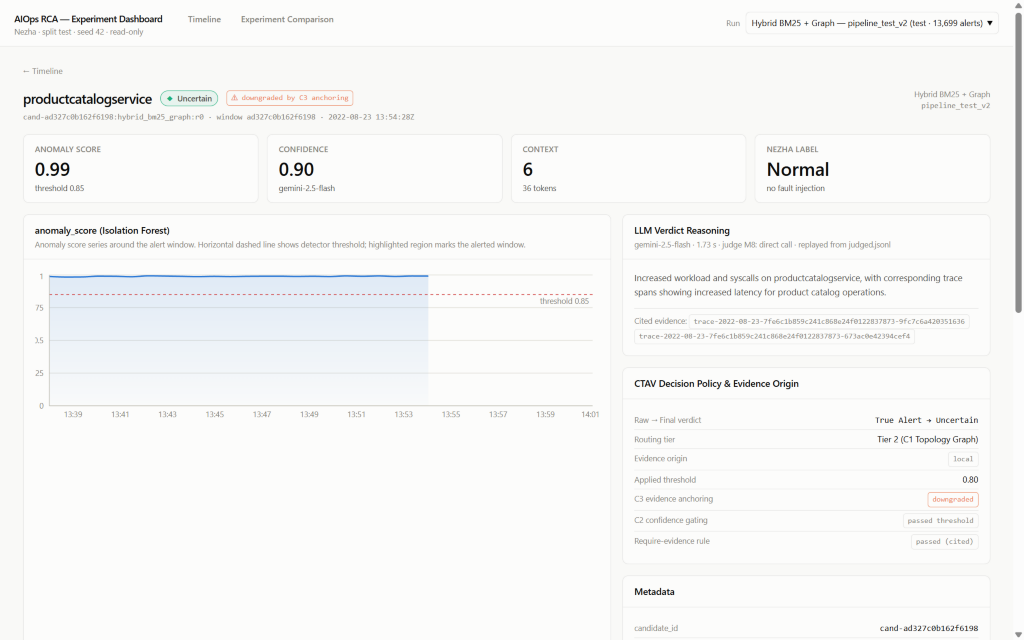 AIOps RCA — Experiment Dashboard
Nezha · split test · seed 42 · read-only
Timeline
Experiment Comparison
Run
Hybrid BM25 + Graph — pipeline_test_v2 (test · 13,699 alerts) ▼
← Timeline
productcatalogservice
◆ Uncertain
⚠ downgraded by C3 anchoring
cand-ad327c0b162f6198:hybrid_bm25_graph:r0 · window ad327c0b162f6198 · 2022-08-23 13:54:28Z
Hybrid BM25 + Graph
pipeline_test_v2
ANOMALY SCORE
0.99
threshold 0.85
CONFIDENCE
0.90
gemini-2.5-flash
CONTEXT
6
36 tokens
NEZHA LABEL
Normal
no fault injection
anomaly_score (Isolation Forest)
Anomaly score series around the alert window. Horizontal dashed line shows detector threshold; highlighted region marks the alerted window.
1
75
15
25
0
threshold 0.85
13:39 13:41 13:43 13:45 13:47 13:49 13:51 13:53 13:55 13:57 13:59 14:01
LLM Verdict Reasoning
gemini-2.5-flash · 1.73 s · judge M8: direct call · replayed from judged.jsonl
Increased workload and syscalls on productcatalogservice, with corresponding trace
spans showing increased latency for product catalog operations.
Cited evidence: trace-2022-08-23-7fe6c1b859c241c868e24f0122837873-9fc7c6a420351636
trace-2022-08-23-7fe6c1b859c241c868e24f0122837873-673ac0e42394cef4
CTAV Decision Policy & Evidence Origin
Raw → Final verdict
True Alert → Uncertain
Routing tier
Tier 2 (C1 Topology Graph)
Evidence origin
local
Applied threshold
0.80
C3 evidence anchoring
downgraded
C2 confidence gating
passed threshold
Require-evidence rule
passed (cited)
Metadata
candidate_id
cand-ad327c0b162f6198